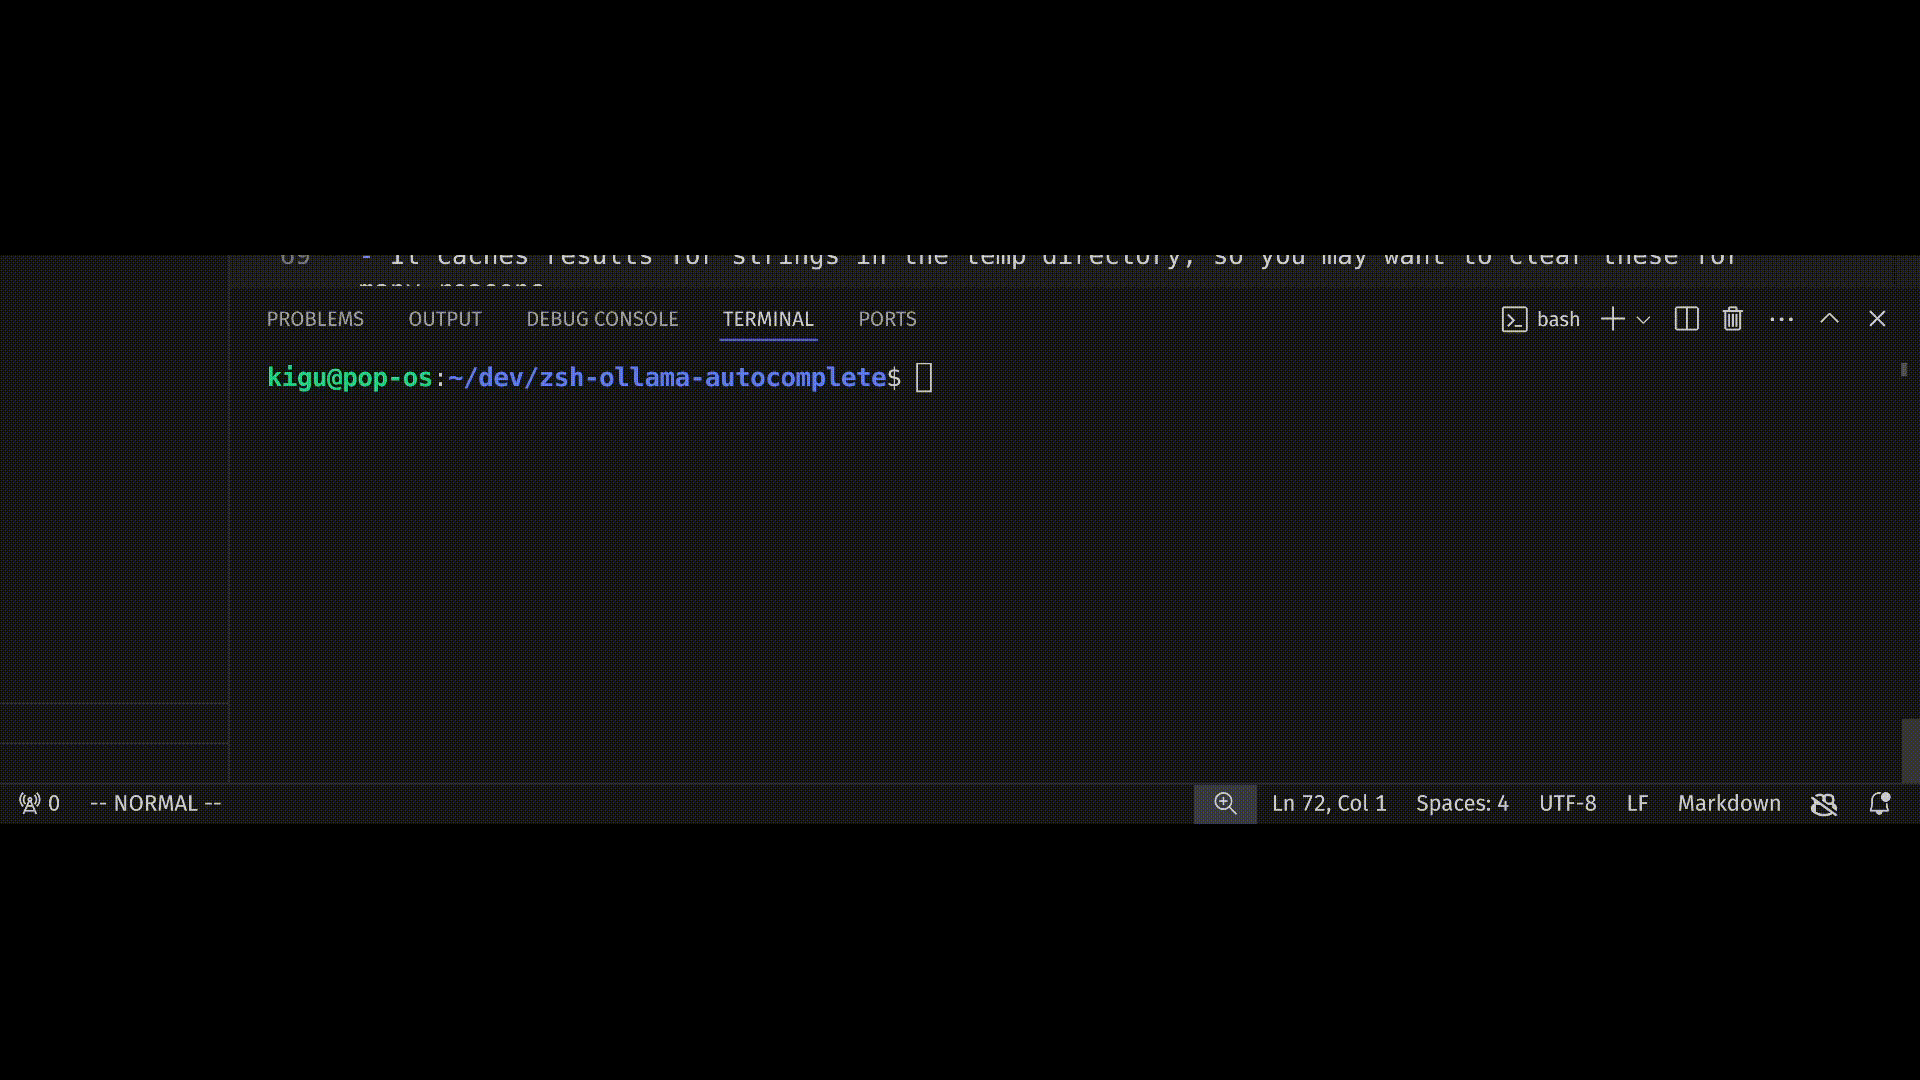 69 - It caches results for strings in the temp directory, so you may want to clear these for
many reasons
PROBLEMS OUTPUT DEBUG CONSOLE TERMINAL PORTS bash
kigu@pop-os:~/dev/zsh-ollama-autocomplete$
0 -- NORMAL -- Ln 72, Col 1 Spaces: 4 UTF-8 LF Markdown